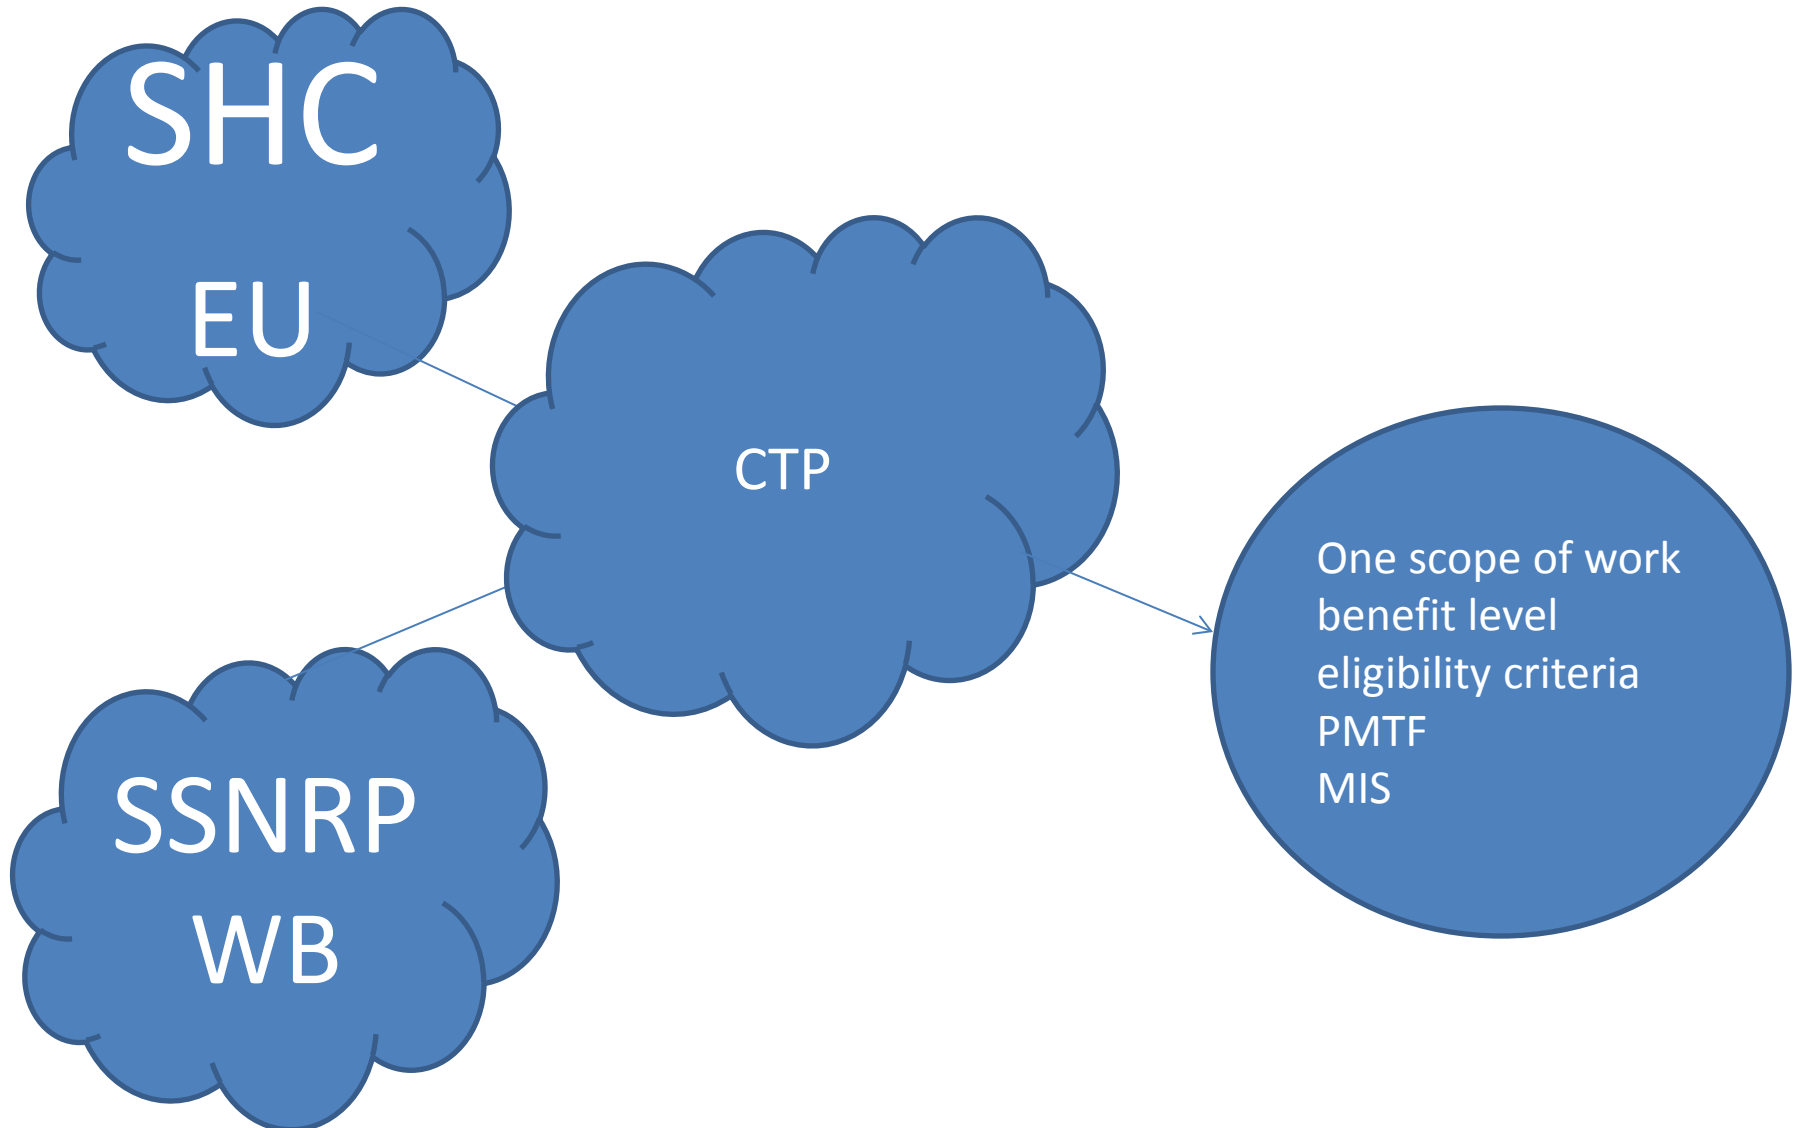 SHC
EU
CTP
SSNRP
WB
One scope of work
benefit level
eligibility criteria
PMTF
MIS